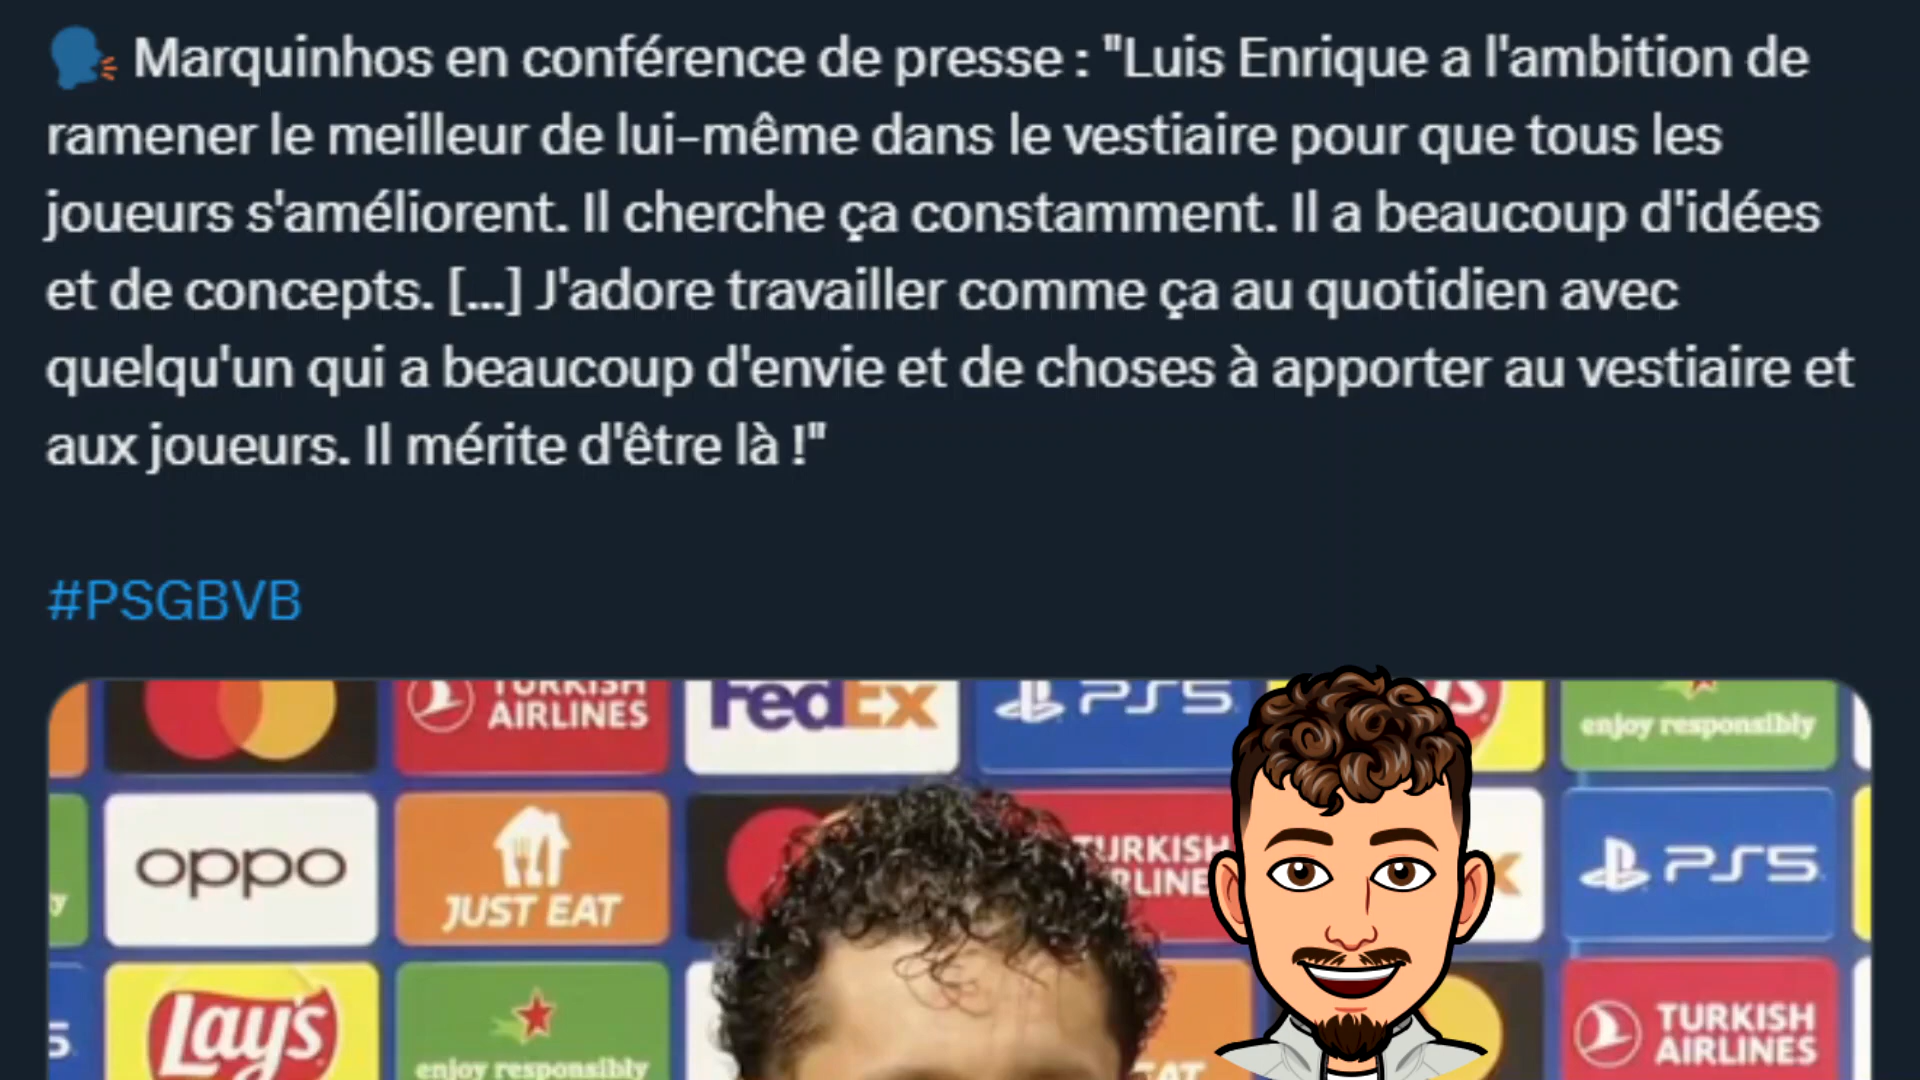 Marquinhos en conférence de presse : "Luis Enrique a l'ambition de
ramener le meilleur de lui-même dans le vestiaire pour que tous les
joueurs s'améliorent. Il cherche ça constamment. Il a beaucoup d'idées
et de concepts. [...] J'adore travailler comme ça au quotidien avec
quelqu'un qui a beaucoup d'envie et de choses à apporter au vestiaire et
aux joueurs. Il mérite d'être là !"
#PSGBVB
TURKISH AIRLINES
FedEx
PS5
enjoy responsibly
oppo
JUST EAT
TURKISH
PS5
Lay's
enjoy responsibly
TURKISH AIRLINES